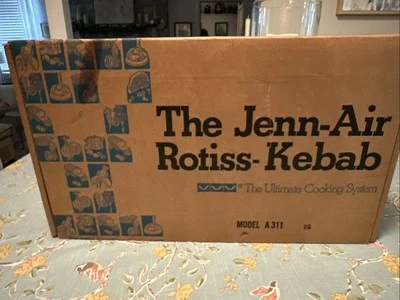 The Jenn-Air
Rotiss-Kebab
® The Ultimate Cooking System
MODEL A311